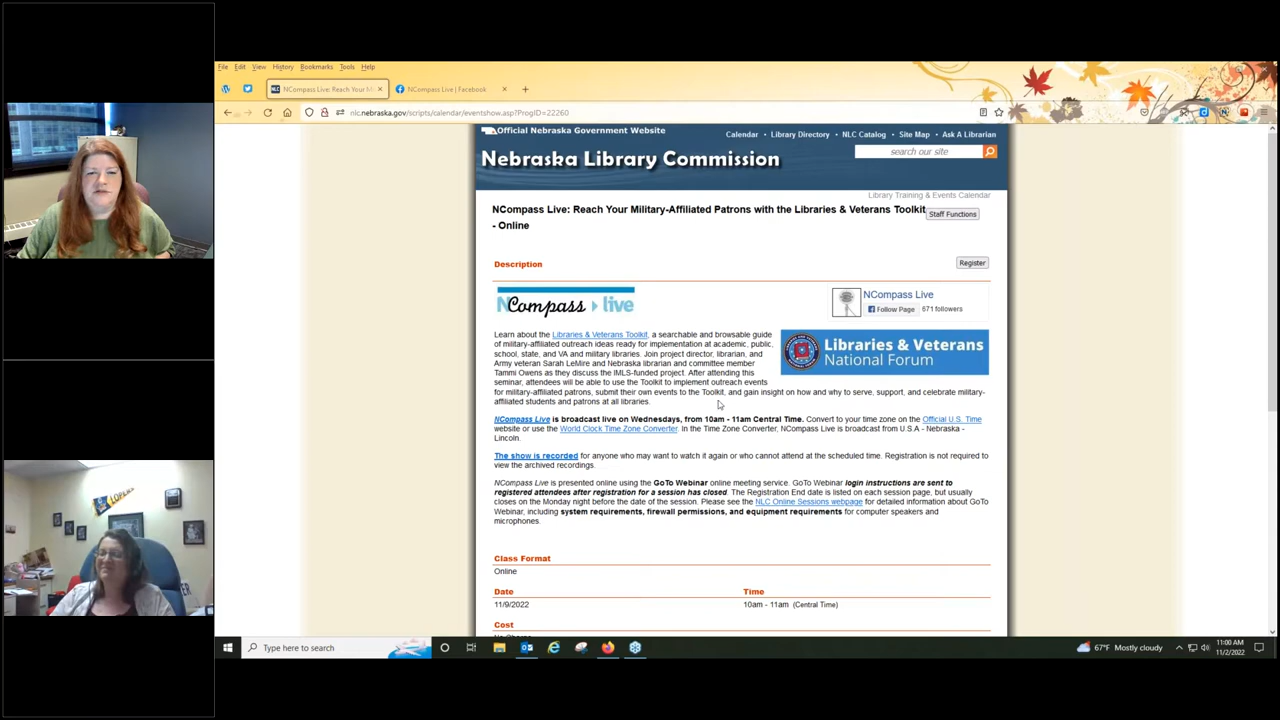 File Edit View History Bookmarks Tools Help
NCompass Live: Reach Your M NCompass Live | Facebook
nlc.nebraska.gov/scripts/calendar/eventshow.asp?ProgID=22260
Official Nebraska Government Website
Nebraska Library Commission
Calendar • Library Directory • NLC Catalog • Site Map • Ask A Librarian
search our site
Library Training & Events Calendar
NCompass Live: Reach Your Military-Affiliated Patrons with the Libraries & Veterans Toolkit
- Online
Staff Functions
Description
Register
NCompass live
NCompass Live
Follow Page 671 followers
Libraries & Veterans
National Forum
Learn about the Libraries & Veterans Toolkit, a searchable and browsable guide
of military-affiliated outreach ideas ready for implementation at academic, public,
school, state, and VA and military libraries. Join project director, librarian, and
Army veteran Sarah LeMire and Nebraska librarian and committee member
Tammi Owens as they discuss the IMLS-funded project. After attending this
seminar, attendees will be able to use the Toolkit to implement outreach events
for military-affiliated patrons, submit their own events to the Toolkit, and gain insight on how and why to serve, support, and celebrate military-
affiliated students and patrons at all libraries.
NCompass Live is broadcast live on Wednesdays, from 10am - 11am Central Time. Convert to your time zone on the Official U.S. Time
website or use the World Clock Time Zone Converter. In the Time Zone Converter, NCompass Live is broadcast from U.S.A - Nebraska -
Lincoln.
The show is recorded for anyone who may want to watch it again or who cannot attend at the scheduled time. Registration is not required to
view the archived recordings.
NCompass Live is presented online using the GoTo Webinar online meeting service. GoTo Webinar login instructions are sent to
registered attendees after registration for a session has closed. The Registration End date is listed on each session page, but usually
closes on the Monday night before the date of the session. Please see the NLC Online Sessions webpage for detailed information about GoTo
Webinar, including system requirements, firewall permissions, and equipment requirements for computer speakers and
microphones.
Class Format
Online
Date Time
11/9/2022 10am - 11am (Central Time)
Cost
LOPERS
Type here to search
67°F Mostly cloudy
11:00 AM
11/2/2022